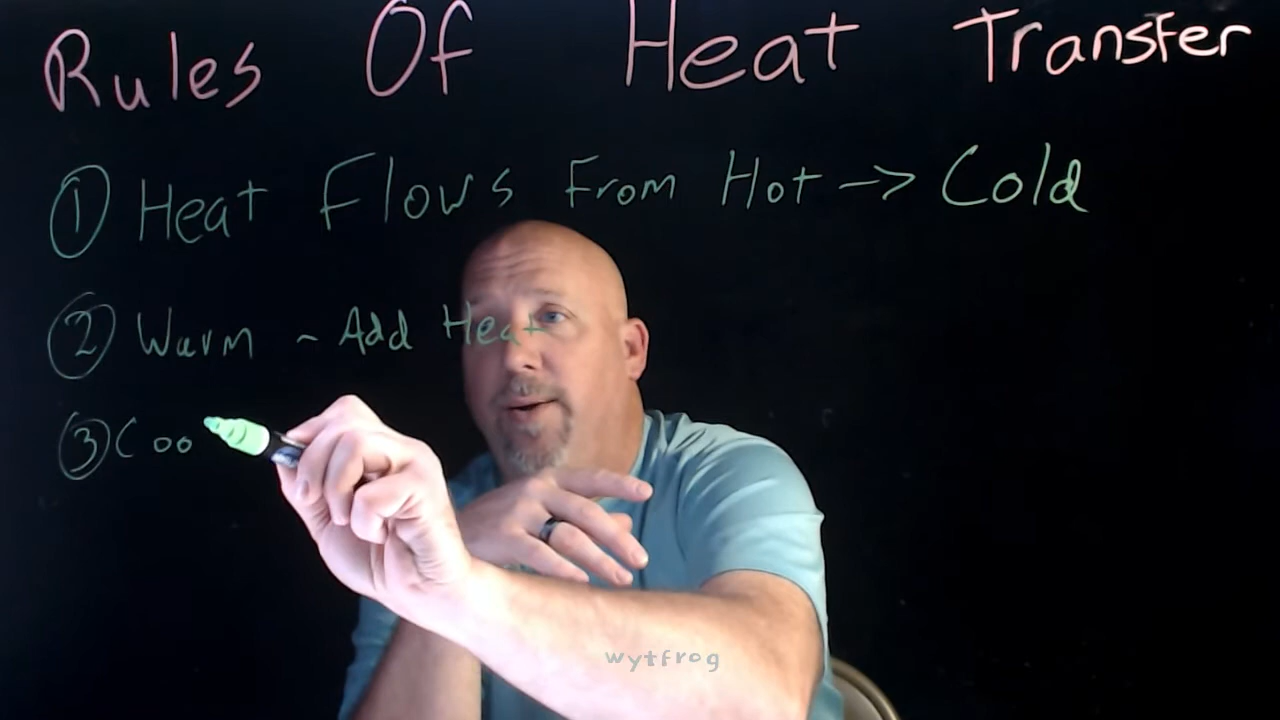 Rules Of Heat Transfer
① Heat Flows From Hot -> Cold
② Warm ~ Add Heat
③ Coo
wytfrog